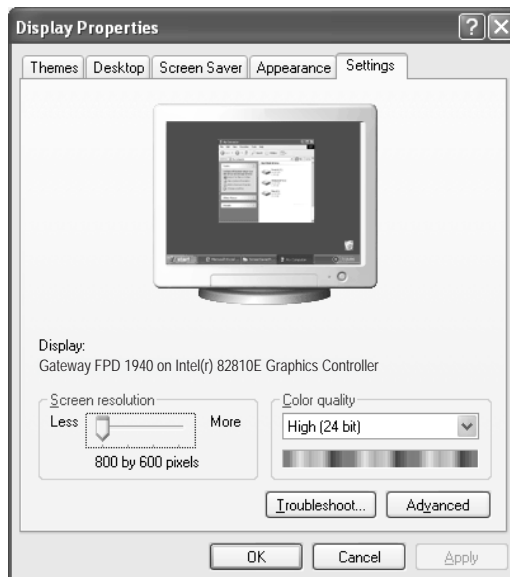 Display Properties
Themes
Desktop
Screen Saver
Appearance
Settings
Display:
Gateway FPD 1940 on Intel(r) 82810E Graphics Controller
Screen resolution
Less
More
800 by 600 pixels
Color quality
High (24 bit)
Troubleshoot...
Advanced
OK
Cancel
Apply